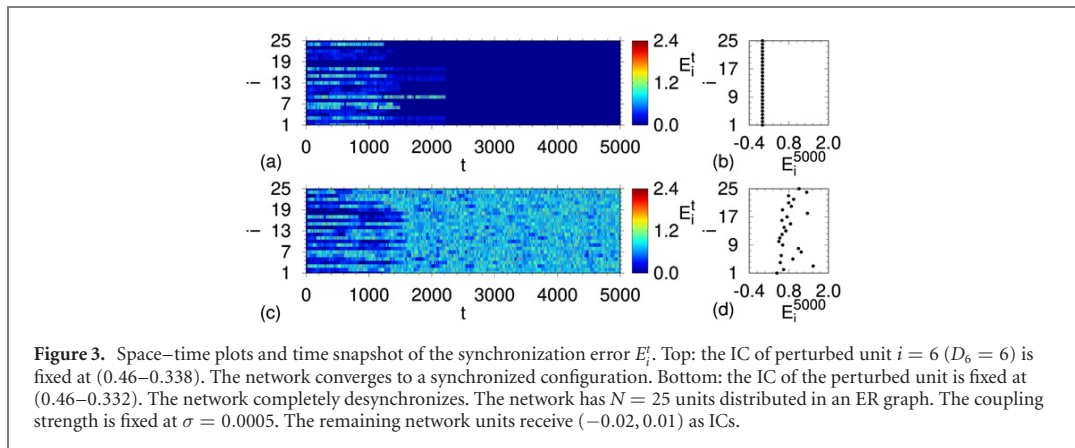 25
19
13
7
1
i
0 1000 2000 3000 4000 5000
t
(a)
2.4
1.2
0.0
E_i^t
25
17
9
1
i
-0.4 0.8 2.0
E_i^5000
(b)
25
19
13
7
1
i
0 1000 2000 3000 4000 5000
t
(c)
2.4
1.2
0.0
E_i^t
25
17
9
1
i
-0.4 0.8 2.0
E_i^5000
(d)
Figure 3. Space–time plots and time snapshot of the synchronization error E_i^t. Top: the IC of perturbed unit i = 6 (D_6 = 6) is
fixed at (0.46–0.338). The network converges to a synchronized configuration. Bottom: the IC of the perturbed unit is fixed at
(0.46–0.332). The network completely desynchronizes. The network has N = 25 units distributed in an ER graph. The coupling
strength is fixed at σ = 0.0005. The remaining network units receive (−0.02, 0.01) as ICs.